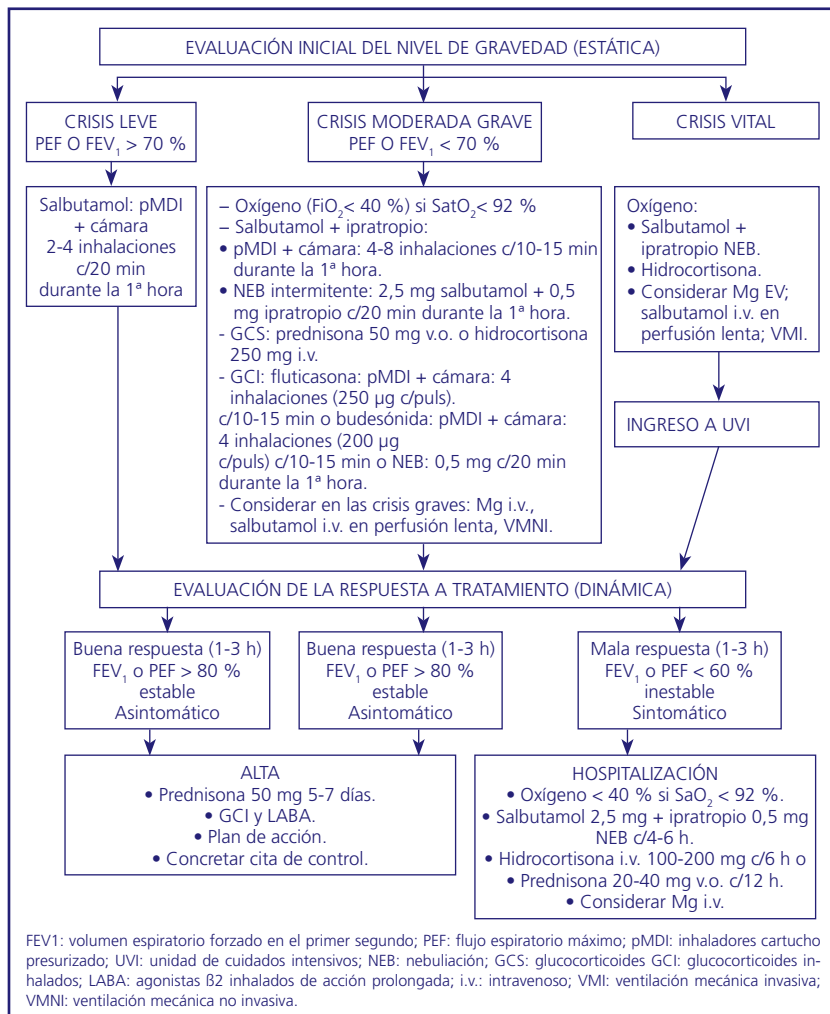 EVALUACIÓN INICIAL DEL NIVEL DE GRAVEDAD (ESTÁTICA)
CRISIS LEVE
PEF O FEV₁ > 70 %
CRISIS MODERADA GRAVE
PEF O FEV₁ < 70 %
CRISIS VITAL
Salbutamol: pMDI
+ cámara
2-4 inhalaciones
c/20 min
durante la 1ª hora
– Oxígeno (FiO₂< 40 %) si SatO₂< 92 %
– Salbutamol + ipratropio:
• pMDI + cámara: 4-8 inhalaciones c/10-15 min
durante la 1ª hora.
• NEB intermitente: 2,5 mg salbutamol + 0,5
mg ipratropio c/20 min durante la 1ª hora.
- GCS: prednisona 50 mg v.o. o hidrocortisona
250 mg i.v.
- GCI: fluticasona: pMDI + cámara: 4
inhalaciones (250 µg c/puls).
c/10-15 min o budesónida: pMDI + cámara:
4 inhalaciones (200 µg
c/puls) c/10-15 min o NEB: 0,5 mg c/20 min
durante la 1ª hora.
- Considerar en las crisis graves: Mg i.v.,
salbutamol i.v. en perfusión lenta, VMNI.
Oxígeno:
• Salbutamol +
ipratropio NEB.
• Hidrocortisona.
• Considerar Mg EV;
salbutamol i.v. en
perfusión lenta; VMI.
INGRESO A UVI
EVALUACIÓN DE LA RESPUESTA A TRATAMIENTO (DINÁMICA)
Buena respuesta (1-3 h)
FEV₁ o PEF > 80 %
estable
Asintomático
Buena respuesta (1-3 h)
FEV₁ o PEF > 80 %
estable
Asintomático
Mala respuesta (1-3 h)
FEV₁ o PEF < 60 %
inestable
Sintomático
ALTA
• Prednisona 50 mg 5-7 días.
• GCI y LABA.
• Plan de acción.
• Concretar cita de control.
HOSPITALIZACIÓN
• Oxígeno < 40 % si SaO₂ < 92 %.
• Salbutamol 2,5 mg + ipratropio 0,5 mg
NEB c/4-6 h.
• Hidrocortisona i.v. 100-200 mg c/6 h o
• Prednisona 20-40 mg v.o. c/12 h.
• Considerar Mg i.v.
FEV1: volumen espiratorio forzado en el primer segundo; PEF: flujo espiratorio máximo; pMDI: inhaladores cartucho
presurizado; UVI: unidad de cuidados intensivos; NEB: nebuliación; GCS: glucocorticoides GCI: glucocorticoides in-
halados; LABA: agonistas ß2 inhalados de acción prolongada; i.v.: intravenoso; VMI: ventilación mecánica invasiva;
VMNI: ventilación mecánica no invasiva.